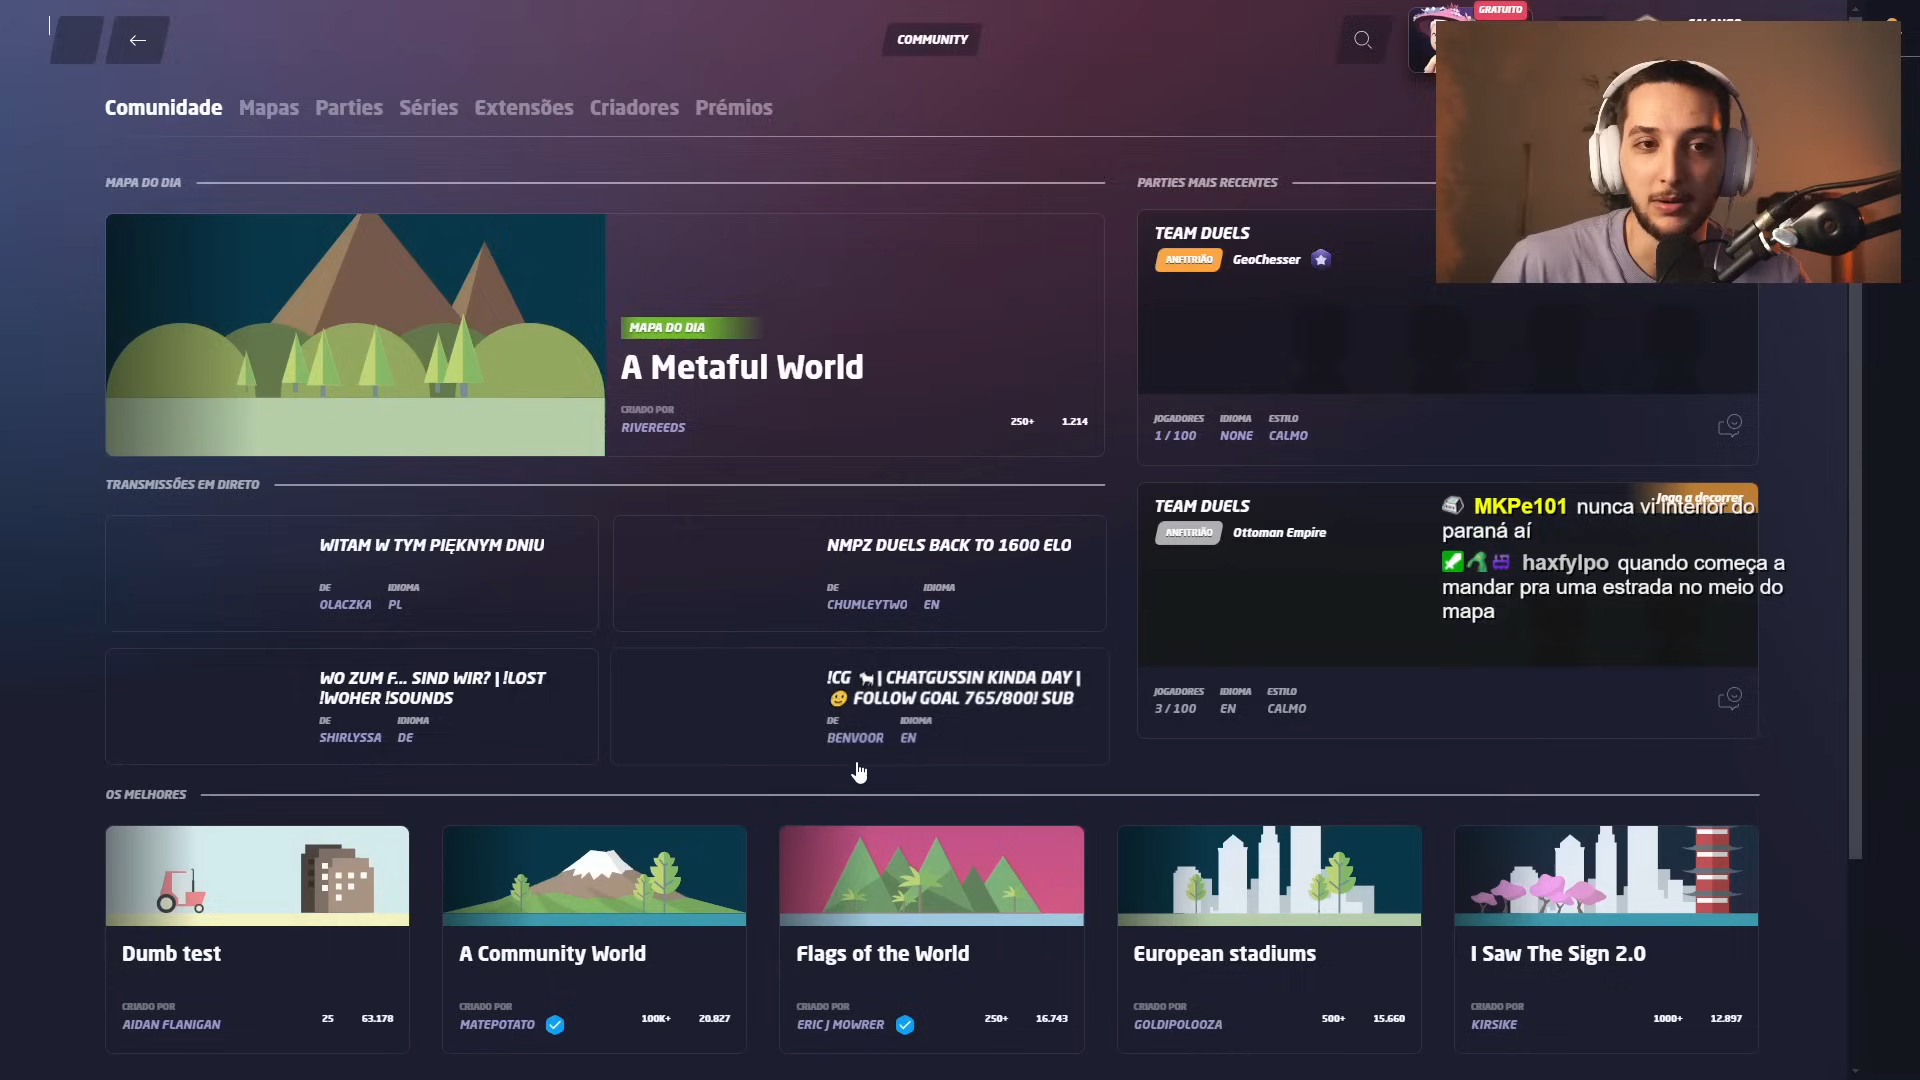 COMMUNITY
GRATUITO
Comunidade Mapas Parties Séries Extensões Criadores Prémios
MAPA DO DIA
PARTIES MAIS RECENTES
MAPA DO DIA
A Metaful World
CRIADO POR
RIVEREEDS
250+ 1.214
TEAM DUELS
ANFITRIÃO GeoChesser
JOGADORES IDIOMA ESTILO
1 / 100 NONE CALMO
TRANSMISSÕES EM DIRETO
WITAM W TYM PIĘKNYM DNIU
DE IDIOMA
OLACZKA PL
NMPZ DUELS BACK TO 1600 ELO
DE IDIOMA
CHUMLEYTWO EN
WO ZUM F... SIND WIR? | !LOST
!WOHER !SOUNDS
DE IDIOMA
SHIRLYSSA DE
!CG 🐈‍⬛ | CHATGUSSIN KINDA DAY |
🙂 FOLLOW GOAL 765/800! SUB
DE IDIOMA
BENVOOR EN
TEAM DUELS
Jogo a decorrer
ANFITRIÃO Ottoman Empire
JOGADORES IDIOMA ESTILO
3 / 100 EN CALMO
MKPe101 nunca vi interior do
paraná aí
haxfylpo quando começa a
mandar pra uma estrada no meio do
mapa
OS MELHORES
Dumb test
CRIADO POR
AIDAN FLANIGAN
25 63.178
A Community World
CRIADO POR
MATEPOTATO
100K+ 20.827
Flags of the World
CRIADO POR
ERIC J MOWRER
250+ 16.743
European stadiums
CRIADO POR
GOLDIPOLOOZA
500+ 15.660
I Saw The Sign 2.0
CRIADO POR
KIRSIKE
1000+ 12.897